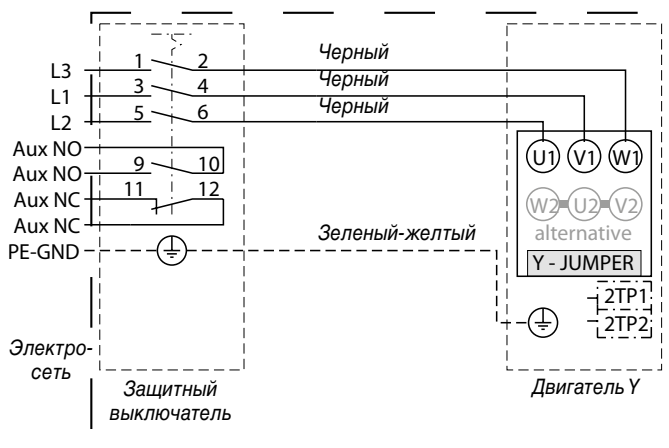 L3 1 2 Черный
L1 3 4 Черный
L2 5 6 Черный
Aux NO
Aux NO 9 10
Aux NC 11 12
Aux NC
PE-GND Зеленый-желтый
U1 V1 W1
W2 U2 V2
alternative
Y - JUMPER
2TP1
2TP2
Электро-
сеть
Защитный
выключатель
Двигатель Y